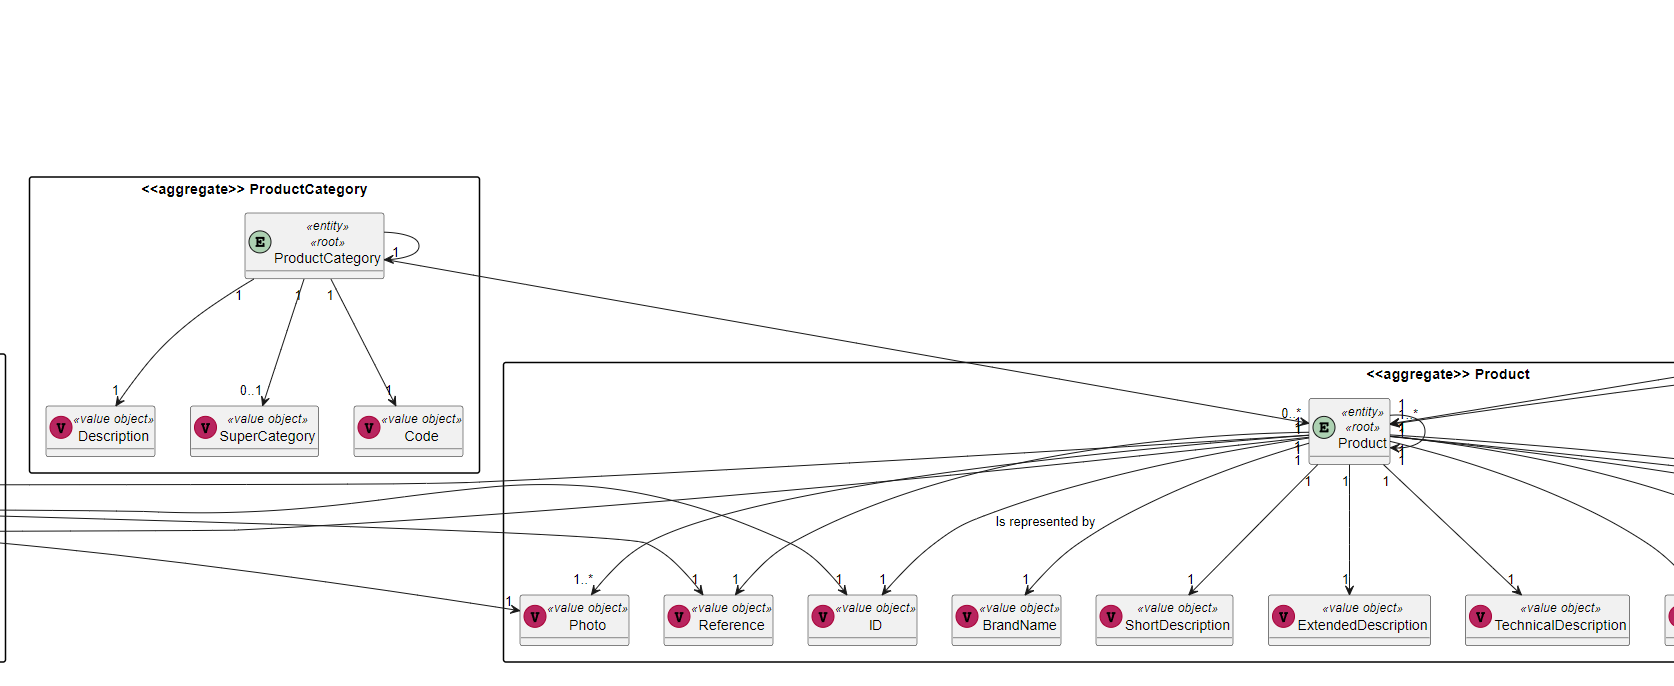 <<aggregate>> ProductCategory
«entity»
«root»
E
ProductCategory
1
1
1
1
1
0..1
1
V «value object»
Description
V «value object»
SuperCategory
V «value object»
Code
<<aggregate>> Product
0..*
«entity»
«root»
E
Product
1
..*
1
1
1
1
1
1
1
1
Is represented by
1..*
1
1
1
1
1
1
1
1
1
V «value object»
Photo
V «value object»
Reference
V «value object»
ID
V «value object»
BrandName
V «value object»
ShortDescription
V «value object»
ExtendedDescription
V «value object»
TechnicalDescription